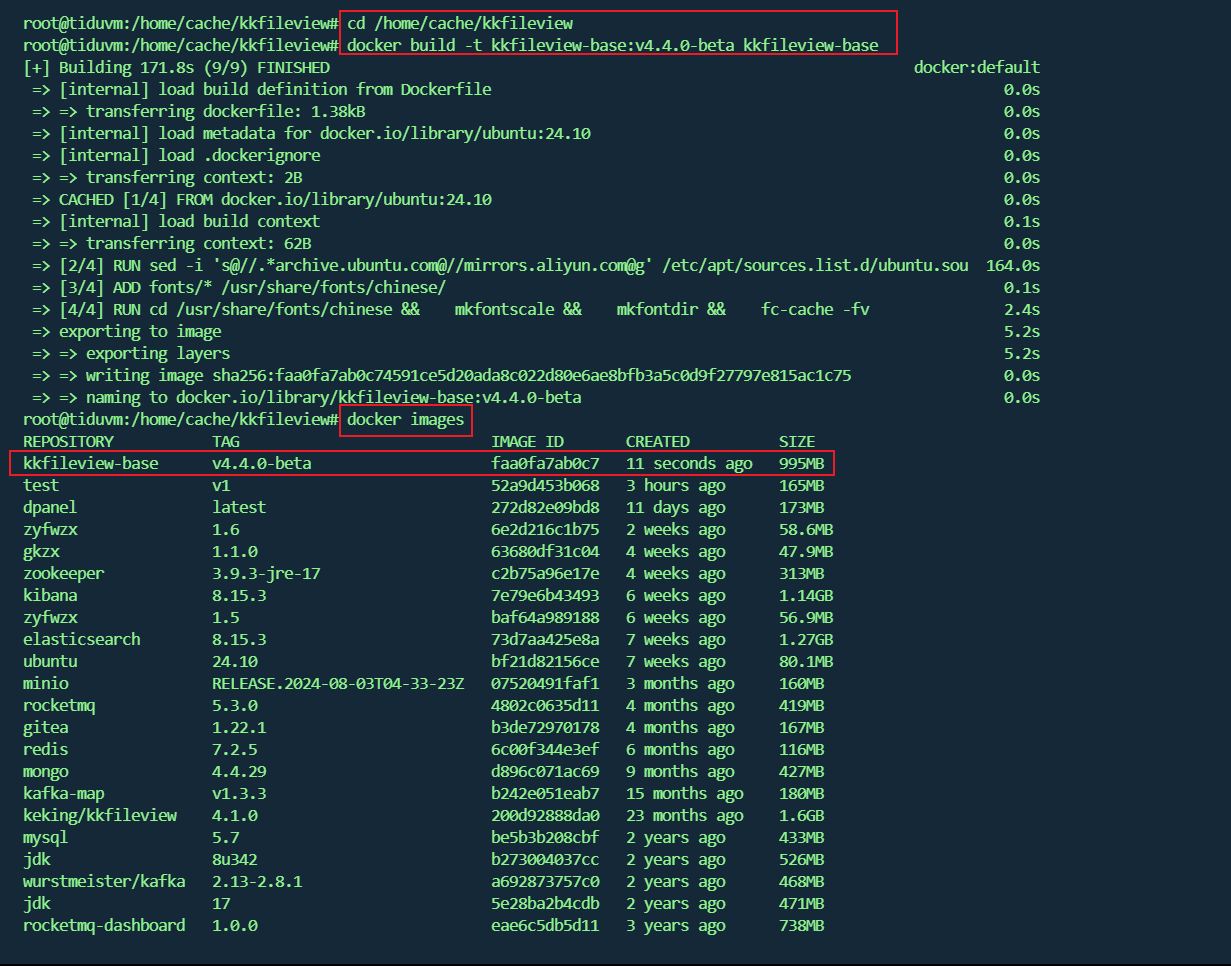 root@tiduvm:/home/cache/kkfileview# cd /home/cache/kkfileview
root@tiduvm:/home/cache/kkfileview# docker build -t kkfileview-base:v4.4.0-beta kkfileview-base
[+] Building 171.8s (9/9) FINISHED docker:default
=> [internal] load build definition from Dockerfile 0.0s
=> => transferring dockerfile: 1.38kB 0.0s
=> [internal] load metadata for docker.io/library/ubuntu:24.10 0.0s
=> [internal] load .dockerignore 0.0s
=> => transferring context: 2B 0.0s
=> CACHED [1/4] FROM docker.io/library/ubuntu:24.10 0.0s
=> [internal] load build context 0.1s
=> => transferring context: 62B 0.0s
=> [2/4] RUN sed -i 's@//.*archive.ubuntu.com@//mirrors.aliyun.com@g' /etc/apt/sources.list.d/ubuntu.sou 164.0s
=> [3/4] ADD fonts/* /usr/share/fonts/chinese/ 0.1s
=> [4/4] RUN cd /usr/share/fonts/chinese && mkfontscale && mkfontdir && fc-cache -fv 2.4s
=> exporting to image 5.2s
=> => exporting layers 5.2s
=> => writing image sha256:faa0fa7ab0c74591ce5d20ada8c022d80e6ae8bfb3a5c0d9f27797e815ac1c75 0.0s
=> => naming to docker.io/library/kkfileview-base:v4.4.0-beta 0.0s
root@tiduvm:/home/cache/kkfileview# docker images
REPOSITORY TAG IMAGE ID CREATED SIZE
kkfileview-base v4.4.0-beta faa0fa7ab0c7 11 seconds ago 995MB
test v1 52a9d453b068 3 hours ago 165MB
dpanel latest 272d82e09bd8 11 days ago 173MB
zyfwzx 1.6 6e2d216c1b75 2 weeks ago 58.6MB
gkzx 1.1.0 63680df31c04 4 weeks ago 47.9MB
zookeeper 3.9.3-jre-17 c2b75a96e17e 4 weeks ago 313MB
kibana 8.15.3 7e79e6b43493 6 weeks ago 1.14GB
zyfwzx 1.5 baf64a989188 6 weeks ago 56.9MB
elasticsearch 8.15.3 73d7aa425e8a 7 weeks ago 1.27GB
ubuntu 24.10 bf21d82156ce 7 weeks ago 80.1MB
minio RELEASE.2024-08-03T04-33-23Z 07520491faf1 3 months ago 160MB
rocketmq 5.3.0 4802c0635d11 4 months ago 419MB
gitea 1.22.1 b3de72970178 4 months ago 167MB
redis 7.2.5 6c00f344e3ef 6 months ago 116MB
mongo 4.4.29 d896c071ac69 9 months ago 427MB
kafka-map v1.3.3 b242e051eab7 15 months ago 180MB
keking/kkfileview 4.1.0 200d92888da0 23 months ago 1.6GB
mysql 5.7 be5b3b208cbf 2 years ago 433MB
jdk 8u342 b273004037cc 2 years ago 526MB
wurstmeister/kafka 2.13-2.8.1 a692873757c0 2 years ago 468MB
jdk 17 5e28ba2b4cdb 2 years ago 471MB
rocketmq-dashboard 1.0.0 eae6c5db5d11 3 years ago 738MB